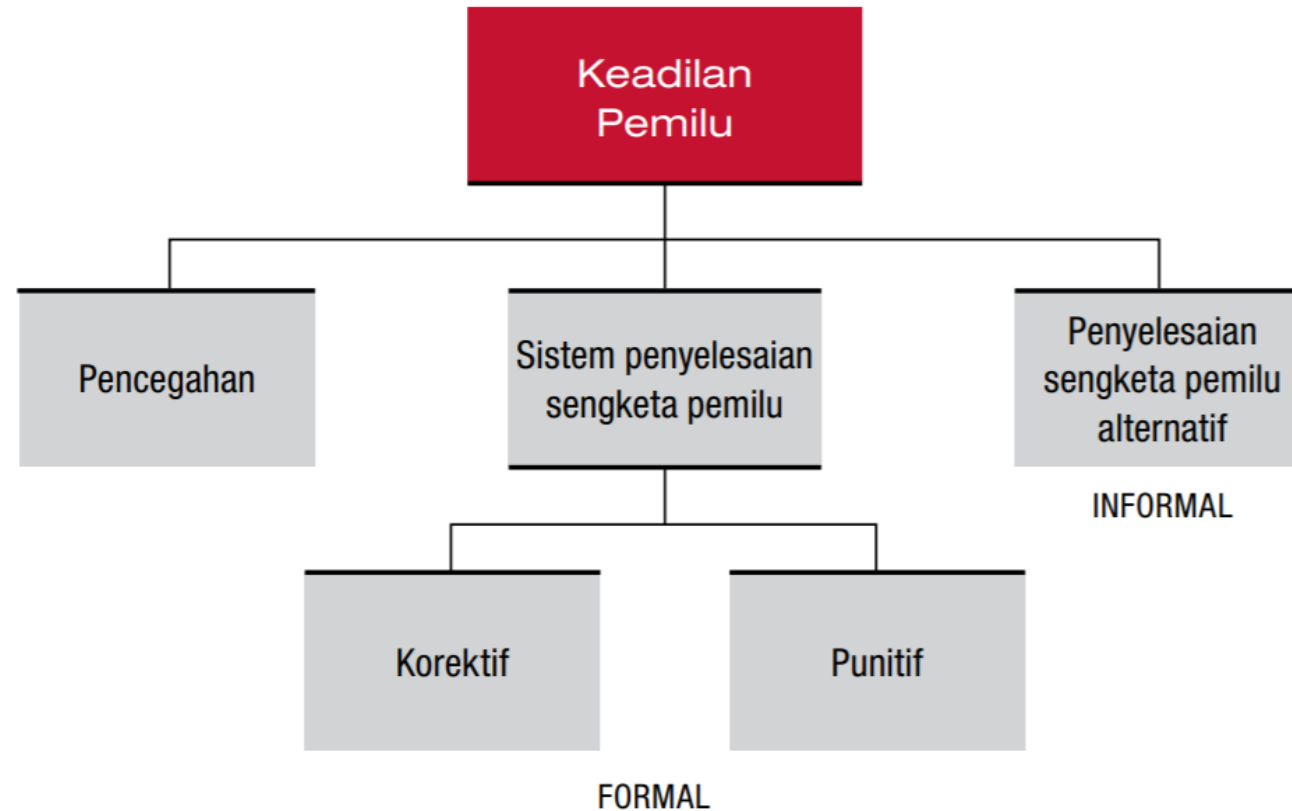 Keadilan
Pemilu
Pencegahan
Sistem penyelesaian
sengketa pemilu
Penyelesaian
sengketa pemilu
alternatif
INFORMAL
Korektif
Punitif
FORMAL